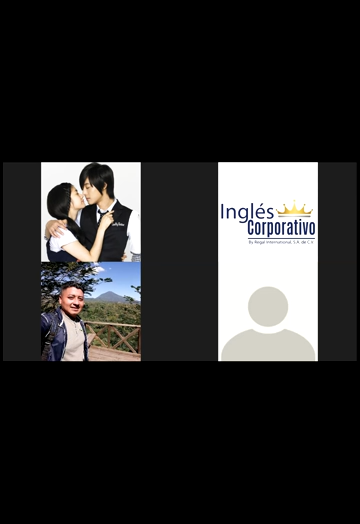 Inglés
Corporativo
By Regal International, S.A. de C.V.